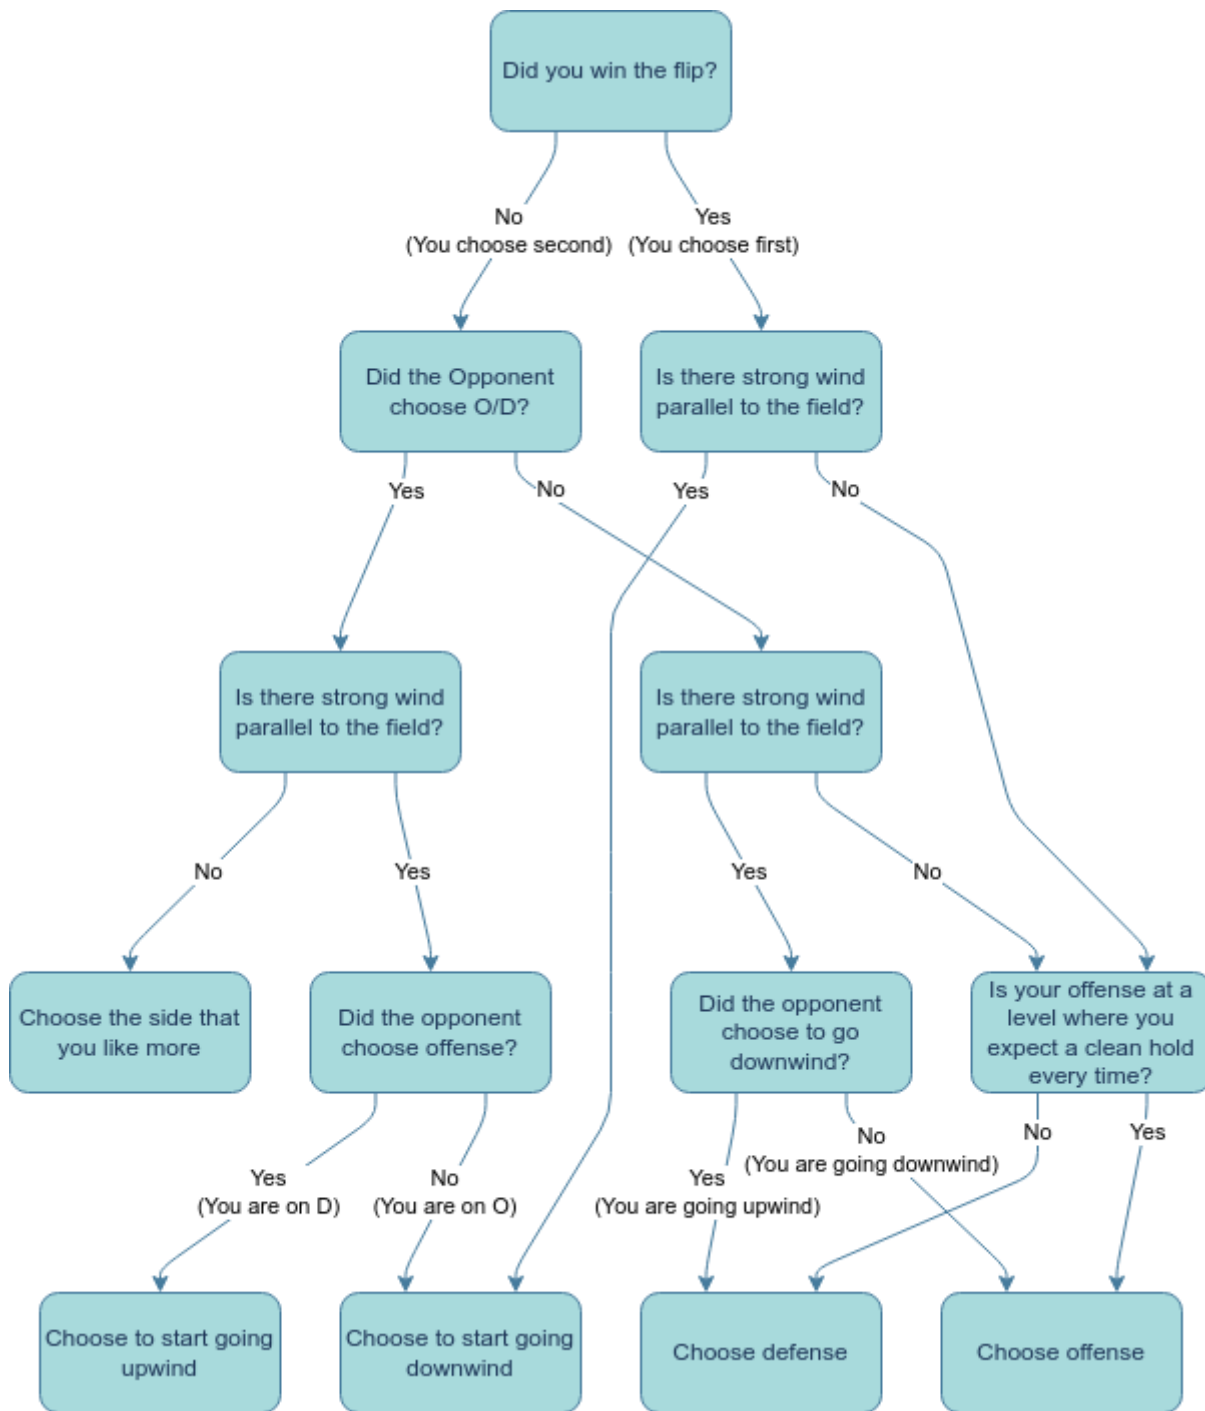 Did you win the flip?
No
(You choose second)
Yes
(You choose first)
Did the Opponent
choose O/D?
Is there strong wind
parallel to the field?
Yes
No
Yes
No
Is there strong wind
parallel to the field?
Is there strong wind
parallel to the field?
No
Yes
Yes
No
Choose the side that
you like more
Did the opponent
choose offense?
Did the opponent
choose to go
downwind?
Is your offense at a
level where you
expect a clean hold
every time?
Yes
(You are on D)
No
(You are on O)
Yes
(You are going upwind)
No
(You are going downwind)
No
Yes
Choose to start going
upwind
Choose to start going
downwind
Choose defense
Choose offense